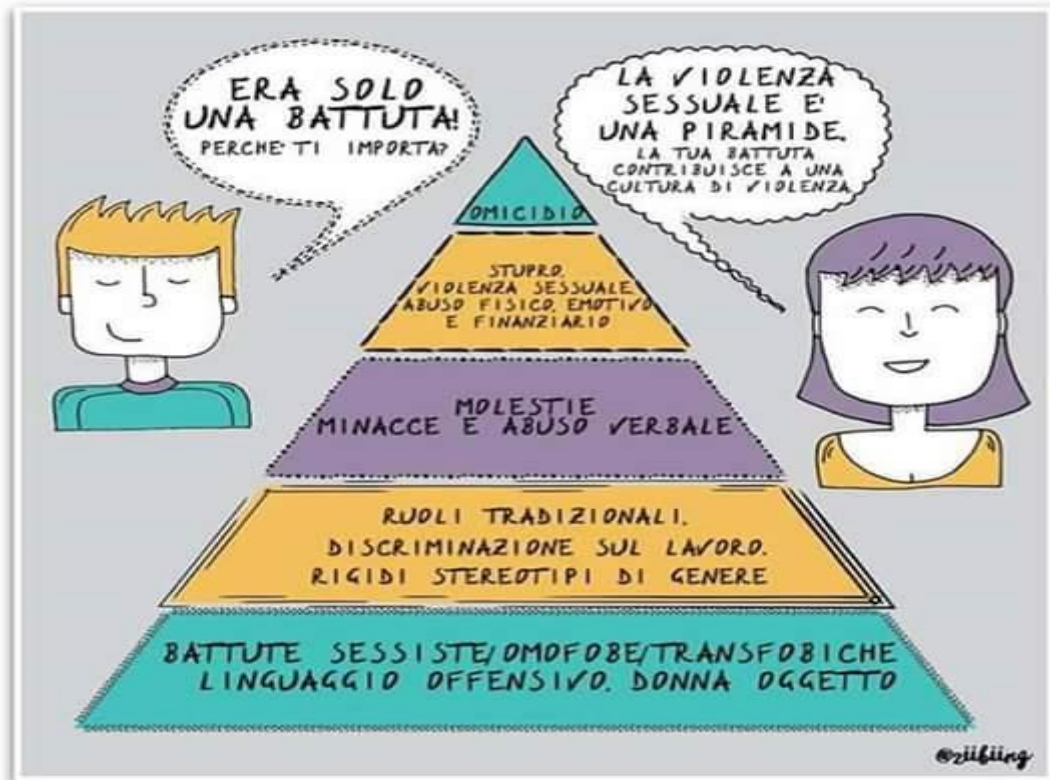 ERA SOLO
UNA BATTUTA!
PERCHE' TI IMPORTA?
LA VIOLENZA
SESSUALE E'
UNA PIRAMIDE.
LA TUA BATTUTA
CONTRIBUISCE A UNA
CULTURA DI VIOLENZA
OMICIDIO
STUPRO.
VIOLENZA SESSUALE
ABUSO FISICO. EMOTIVO
E FINANZIARIO
MOLESTIE
MINACCE E ABUSO VERBALE
RUOLI TRADIZIONALI.
DISCRIMINAZIONE SUL LAVORO.
RIGIDI STEREOTIPI DI GENERE
BATTUTE SESSISTE/OMOFOBE/TRANSFOBICHE
LINGUAGGIO OFFENSIVO. DONNA OGGETTO
@ziibiing